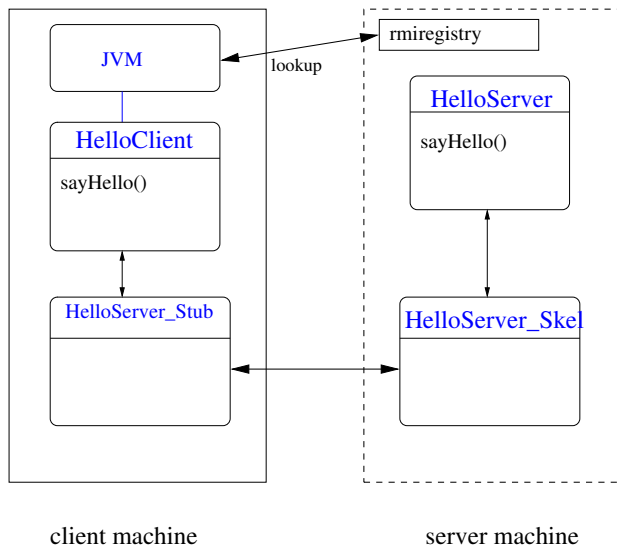 rmiregistry
JVM
lookup
HelloServer
HelloClient
sayHello()
sayHello()
HelloServer_Stub
HelloServer_Skel
client machine
server machine